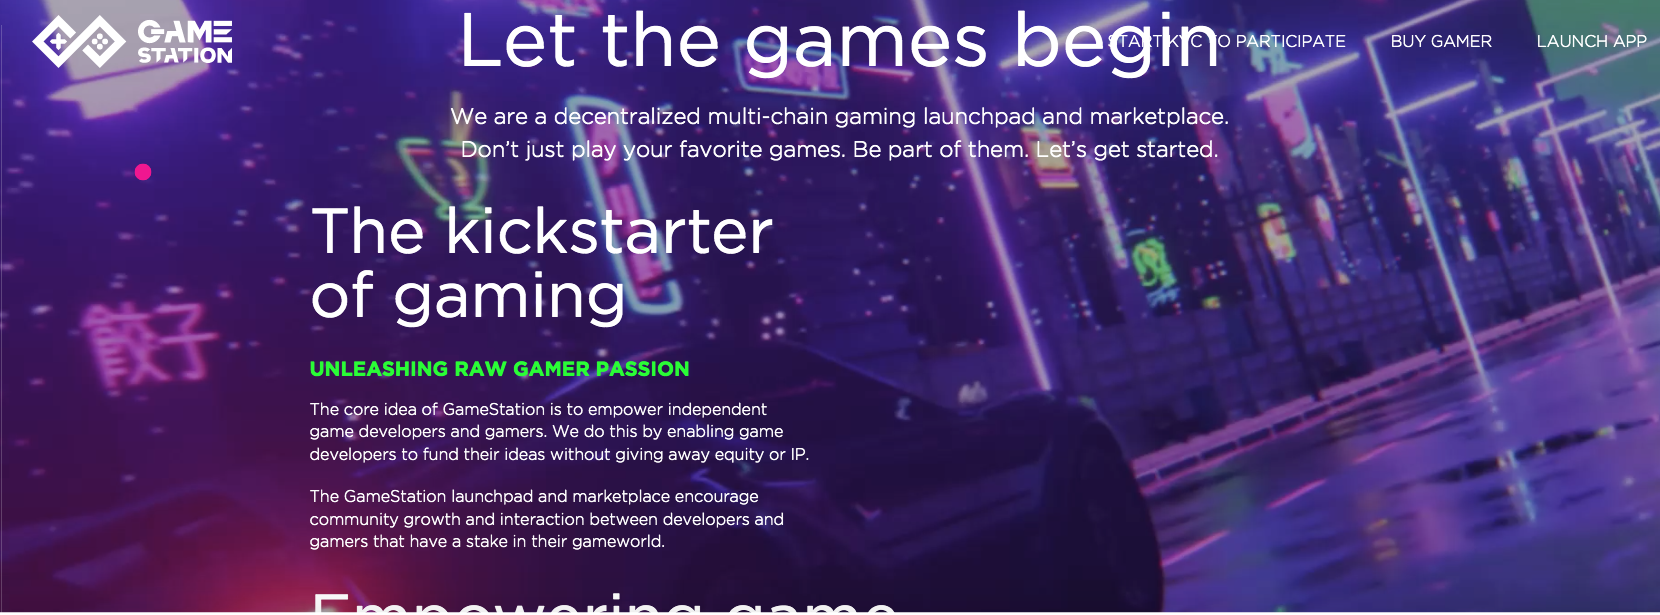 GAME
STATION
Let the games begin
START KYC TO PARTICIPATE
BUY GAMER
LAUNCH APP
We are a decentralized multi-chain gaming launchpad and marketplace.
Don’t just play your favorite games. Be part of them. Let’s get started.
The kickstarter
of gaming
餃子
UNLEASHING RAW GAMER PASSION
The core idea of GameStation is to empower independent
game developers and gamers. We do this by enabling game
developers to fund their ideas without giving away equity or IP.
The GameStation launchpad and marketplace encourage
community growth and interaction between developers and
gamers that have a stake in their gameworld.
Empowering game